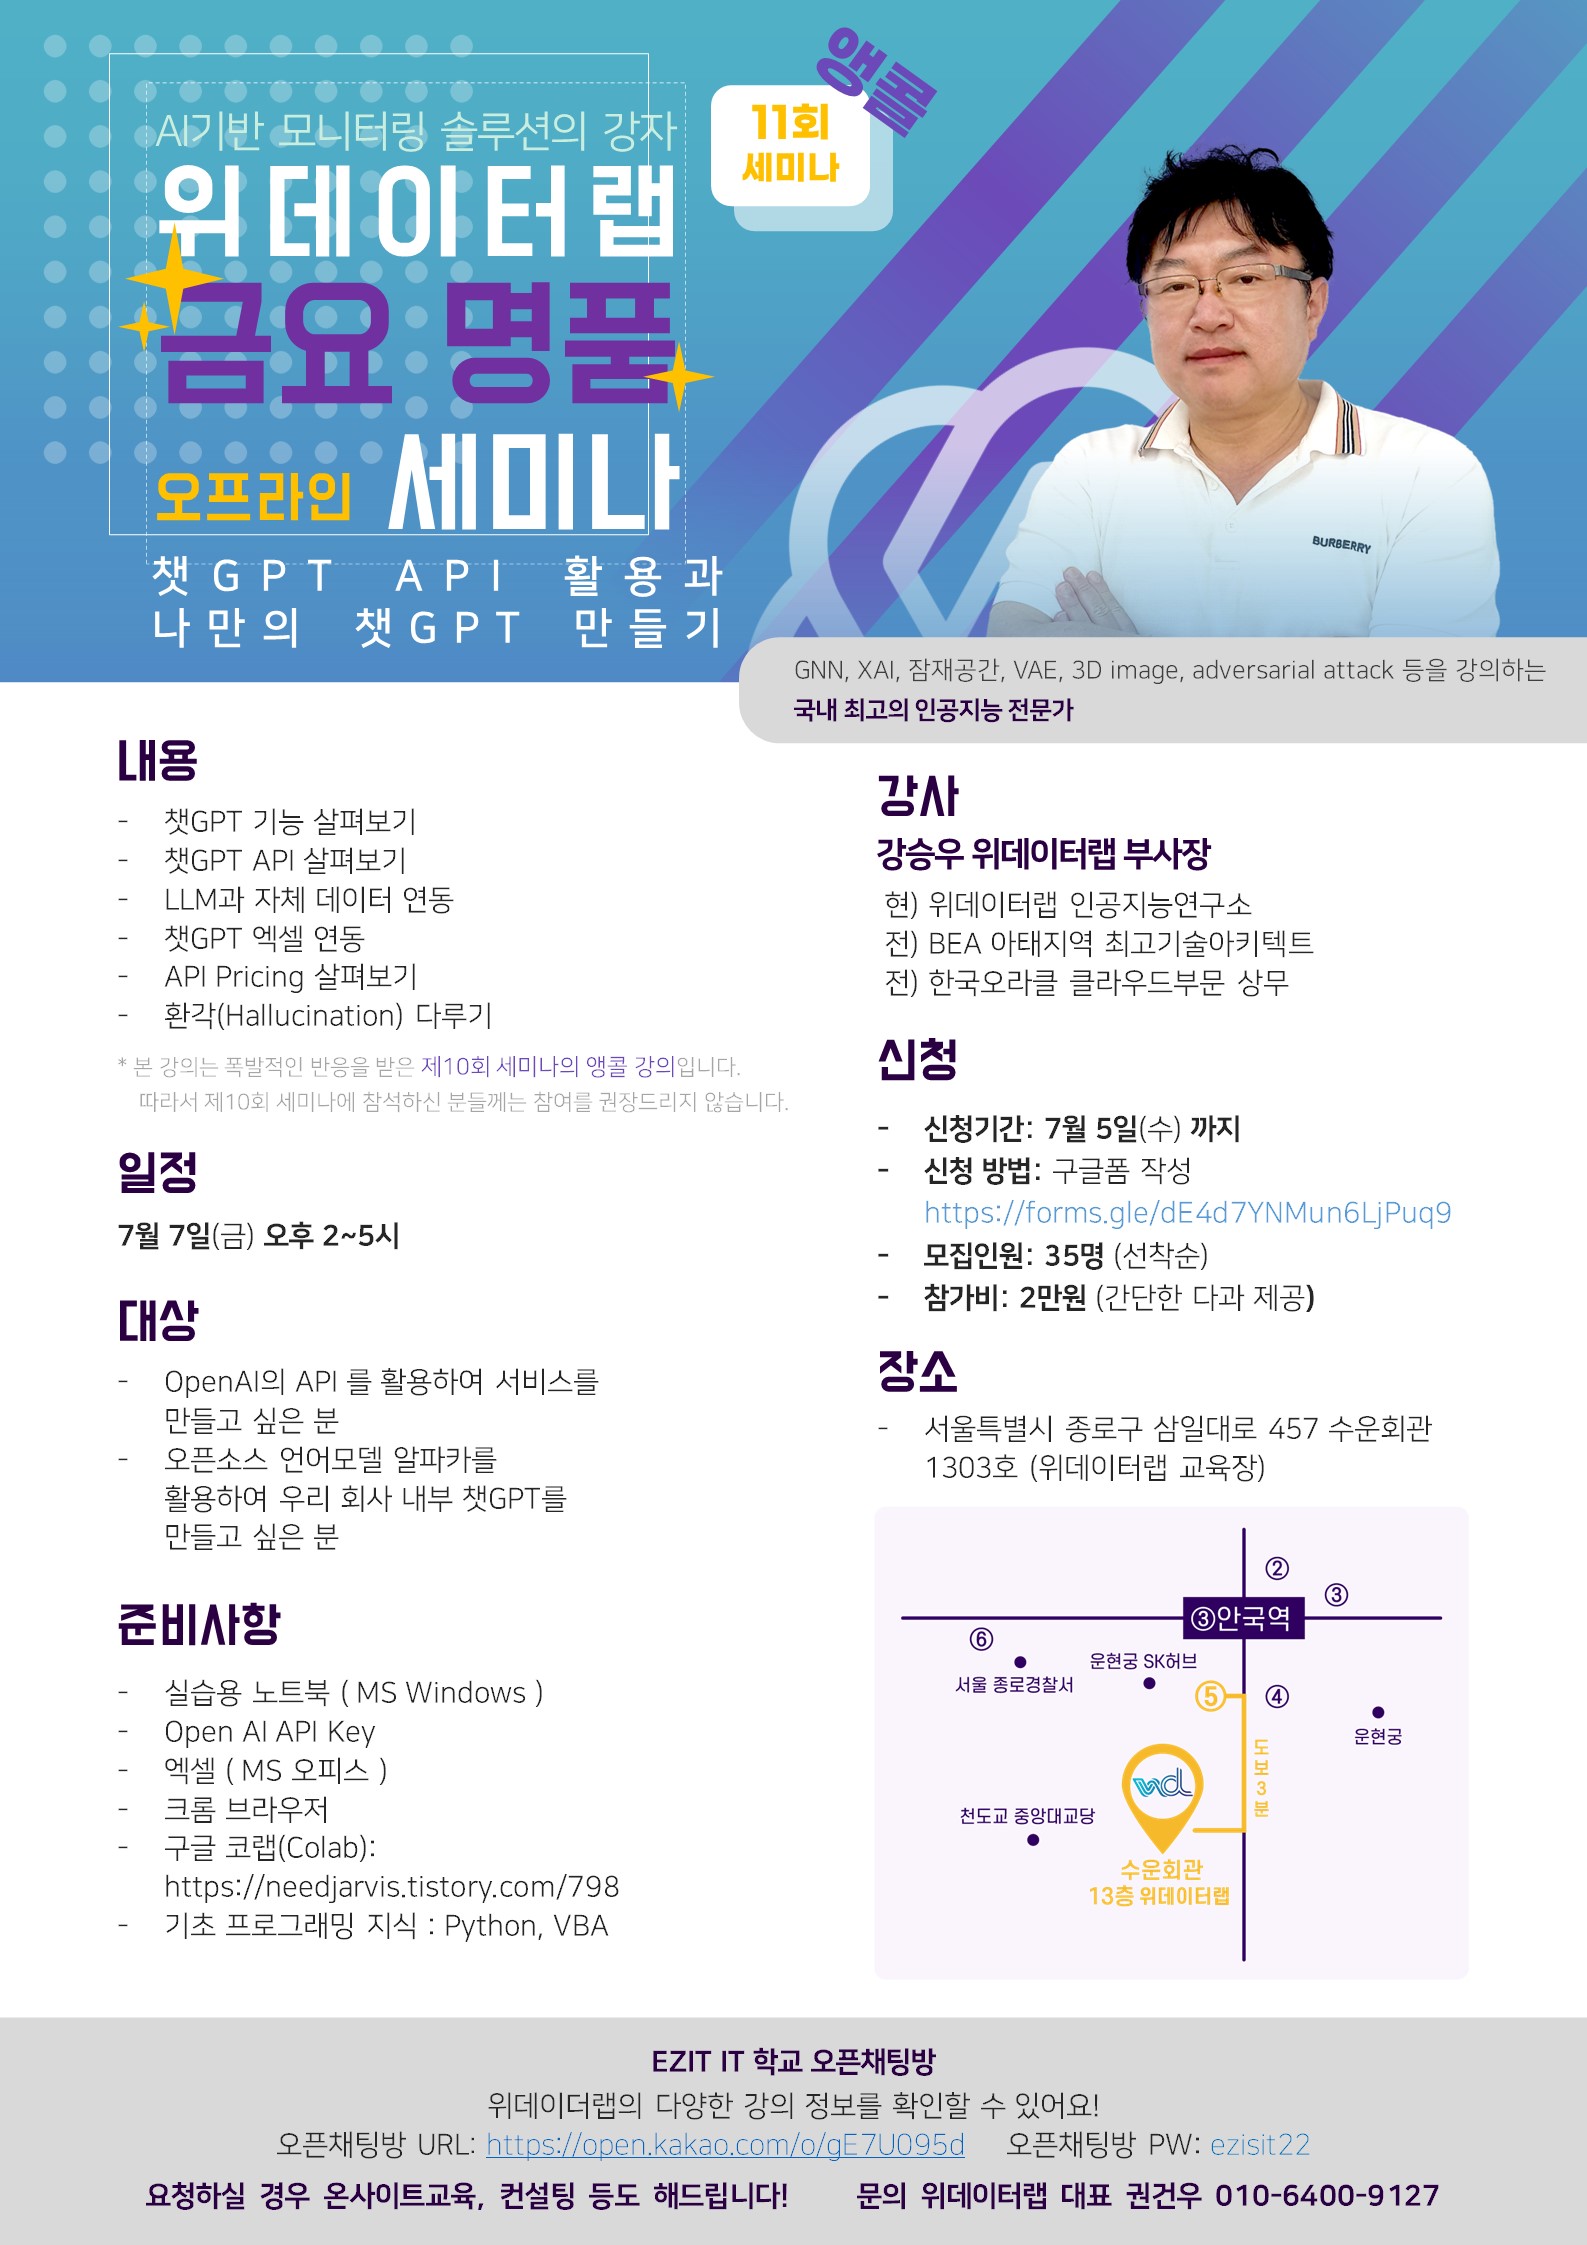 AI기반 모니터링 솔루션의 강자
위데이터랩
금요 명품
오프라인 세미나
챗GPT API 활용과
나만의 챗GPT 만들기
앵콜
11회
세미나
BURBERRY
GNN, XAI, 잠재공간, VAE, 3D image, adversarial attack 등을 강의하는
국내 최고의 인공지능 전문가
내용
- 챗GPT 기능 살펴보기
- 챗GPT API 살펴보기
- LLM과 자체 데이터 연동
- 챗GPT 엑셀 연동
- API Pricing 살펴보기
- 환각(Hallucination) 다루기
* 본 강의는 폭발적인 반응을 받은 제10회 세미나의 앵콜 강의입니다.
따라서 제10회 세미나에 참석하신 분들께는 참여를 권장드리지 않습니다.
일정
7월 7일(금) 오후 2~5시
대상
- OpenAI의 API 를 활용하여 서비스를
만들고 싶은 분
- 오픈소스 언어모델 알파카를
활용하여 우리 회사 내부 챗GPT를
만들고 싶은 분
준비사항
- 실습용 노트북 ( MS Windows )
- Open AI API Key
- 엑셀 ( MS 오피스 )
- 크롬 브라우저
- 구글 코랩(Colab):
https://needjarvis.tistory.com/798
- 기초 프로그래밍 지식 : Python, VBA
강사
강승우 위데이터랩 부사장
현) 위데이터랩 인공지능연구소
전) BEA 아태지역 최고기술아키텍트
전) 한국오라클 클라우드부문 상무
신청
- 신청기간: 7월 5일(수) 까지
- 신청 방법: 구글폼 작성
https://forms.gle/dE4d7YNMun6LjPuq9
- 모집인원: 35명 (선착순)
- 참가비: 2만원 (간단한 다과 제공)
장소
- 서울특별시 종로구 삼일대로 457 수운회관
1303호 (위데이터랩 교육장)
②
③
③안국역
⑥
서울 종로경찰서
운현궁 SK허브
⑤
④
운현궁
도보3분
wdl
천도교 중앙대교당
수운회관
13층 위데이터랩
EZIT IT 학교 오픈채팅방
위데이더랩의 다양한 강의 정보를 확인할 수 있어요!
오픈채팅방 URL: https://open.kakao.com/o/gE7U095d 오픈채팅방 PW: ezisit22
요청하실 경우 온사이트교육, 컨설팅 등도 해드립니다! 문의 위데이터랩 대표 권건우 010-6400-9127